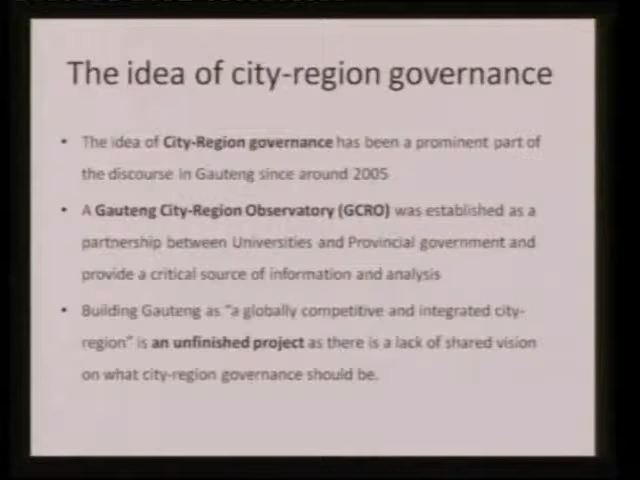 The idea of city-region governance
• The idea of City-Region governance has been a prominent part of
the discourse in Gauteng since around 2005
• A Gauteng City-Region Observatory (GCRO) was established as a
partnership between Universities and Provincial government and
provide a critical source of information and analysis
• Building Gauteng as "a globally competitive and integrated city-
region" is an unfinished project as there is a lack of shared vision
on what city-region governance should be.